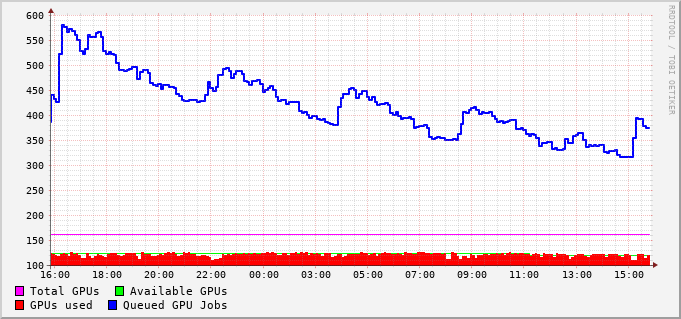 600
550
500
450
400
350
300
250
200
150
100
16:00 18:00 20:00 22:00 00:00 03:00 05:00 07:00 09:00 11:00 13:00 15:00
Total GPUs Available GPUs
GPUs used Queued GPU Jobs
RRDTOOL / TOBI OETIKER